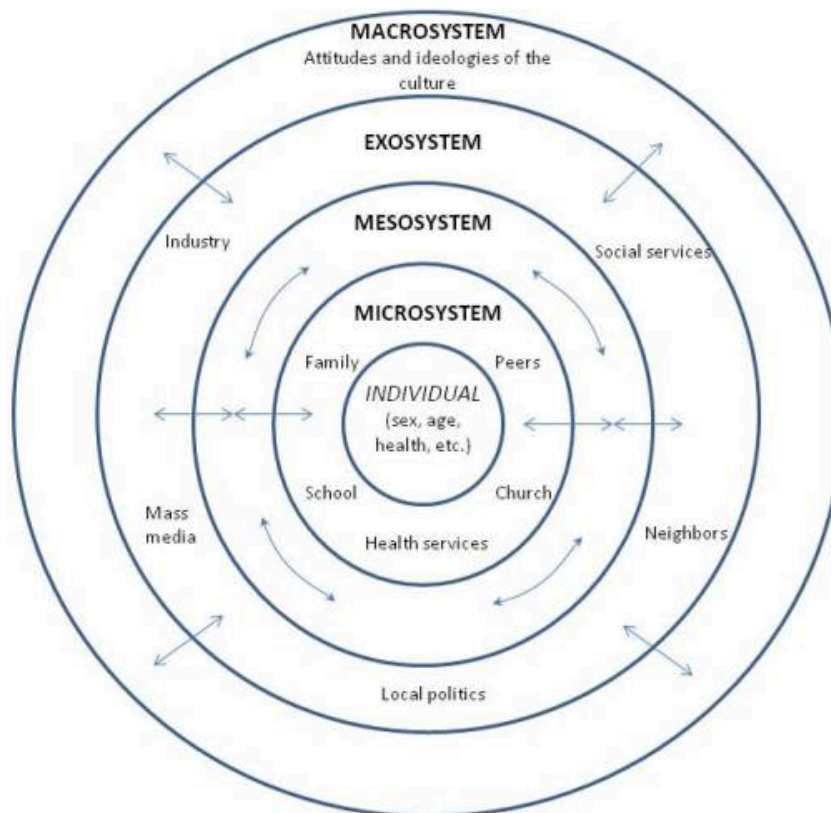 MACROSYSTEM
Attitudes and ideologies of the
culture
EXOSYSTEM
MESOSYSTEM
Industry
Social services
MICROSYSTEM
Family
Peers
INDIVIDUAL
(sex, age,
health, etc.)
School
Church
Mass
media
Health services
Neighbors
Local politics